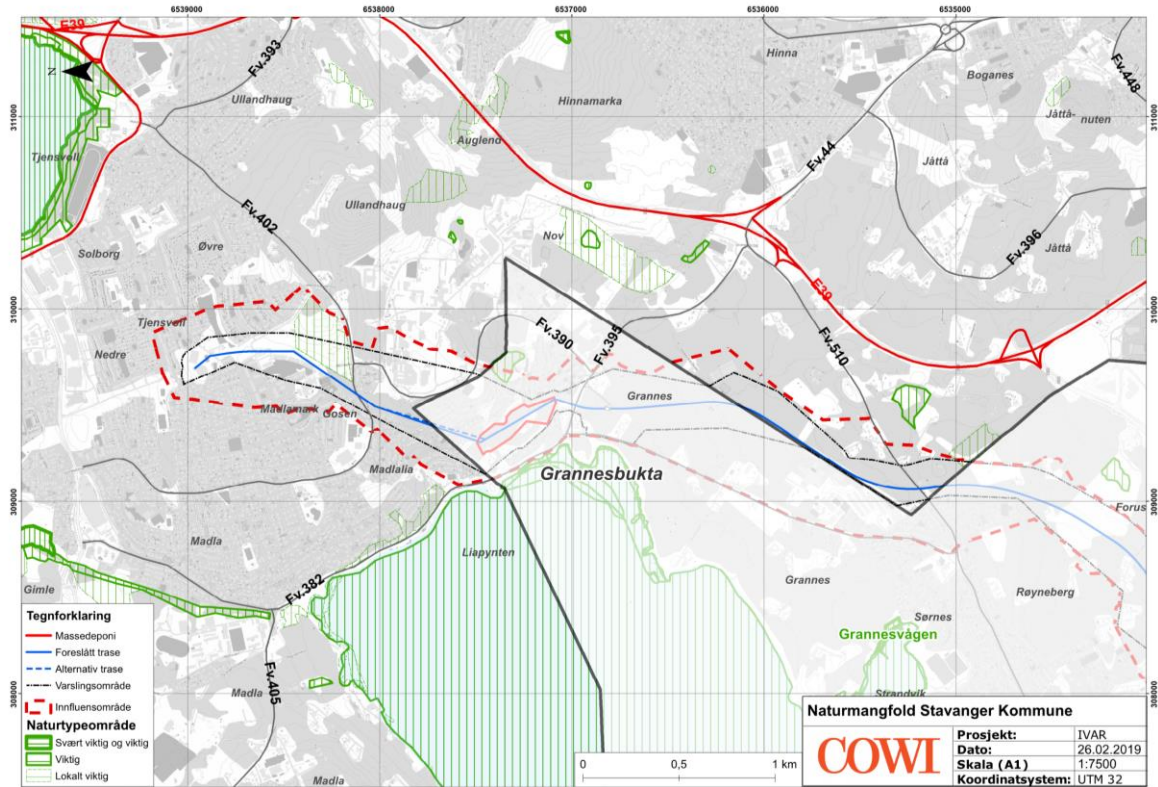 6539000 6538000 6537000 6536000 6535000
E39
Fv.393
Hinna
Boganes
Fv.448
N
Ullandhaug
Hinnamarka
311000
311000
Jåttå-
nuten
Auglend
Tjensvoll
Fv.44
Jåttå
Fv.402
Ullandhaug
Øvre
Nov
Fv.396
Jåttå
Solborg
E39
310000
310000
Tjensvoll
Fv.390
Fv.395
Fv.510
Nedre
Grannes
Madlamark
Gosen
Madlalia
Grannesbukta
309000
309000
Forus
Madla
Liapynten
Gimle
Fv.382
Grannes
Røyneberg
Sørnes
Grannesvågen
Fv.405
Madla
308000
308000
Strandvik
Madla
Tegnforklaring
Massedeponi
Foreslått trase
Alternativ trase
Varslingsområde
Innfluensområde
Naturtypeområde
Svært viktig og viktig
Viktig
Lokalt viktig
0 0,5 1 km
Naturmangfold Stavanger Kommune
COWI
Prosjekt: IVAR
Dato: 26.02.2019
Skala (A1) 1:7500
Koordinatsystem: UTM 32